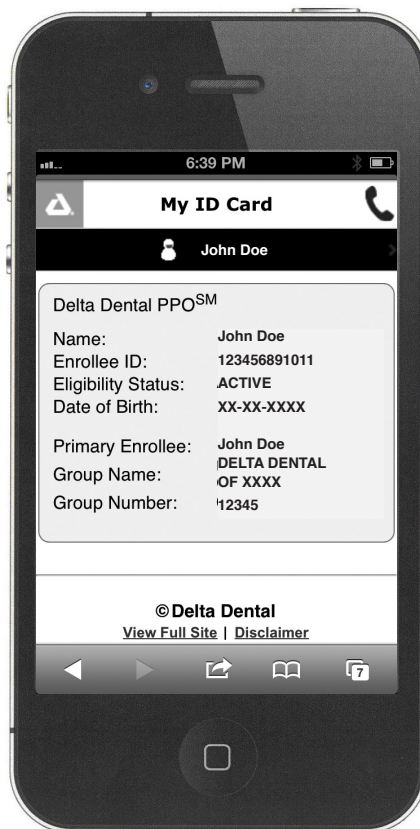 6:39 PM
My ID Card
John Doe
Delta Dental PPO℠
Name: John Doe
Enrollee ID: 123456891011
Eligibility Status: ACTIVE
Date of Birth: XX-XX-XXXX
Primary Enrollee: John Doe
Group Name: DELTA DENTAL
OF XXXX
Group Number: 12345
© Delta Dental
View Full Site | Disclaimer
7